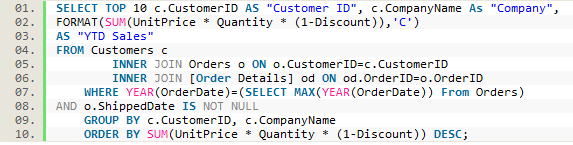 01. SELECT TOP 10 c.CustomerID AS "Customer ID", c.CompanyName As "Company",
02. FORMAT(SUM(UnitPrice * Quantity * (1-Discount)),'C')
03. AS "YTD Sales"
04. FROM Customers c
05. INNER JOIN Orders o ON o.CustomerID=c.CustomerID
06. INNER JOIN [Order Details] od ON od.OrderID=o.OrderID
07. WHERE YEAR(OrderDate)=(SELECT MAX(YEAR(OrderDate)) From Orders)
08. AND o.ShippedDate IS NOT NULL
09. GROUP BY c.CustomerID, c.CompanyName
10. ORDER BY SUM(UnitPrice * Quantity * (1-Discount)) DESC;